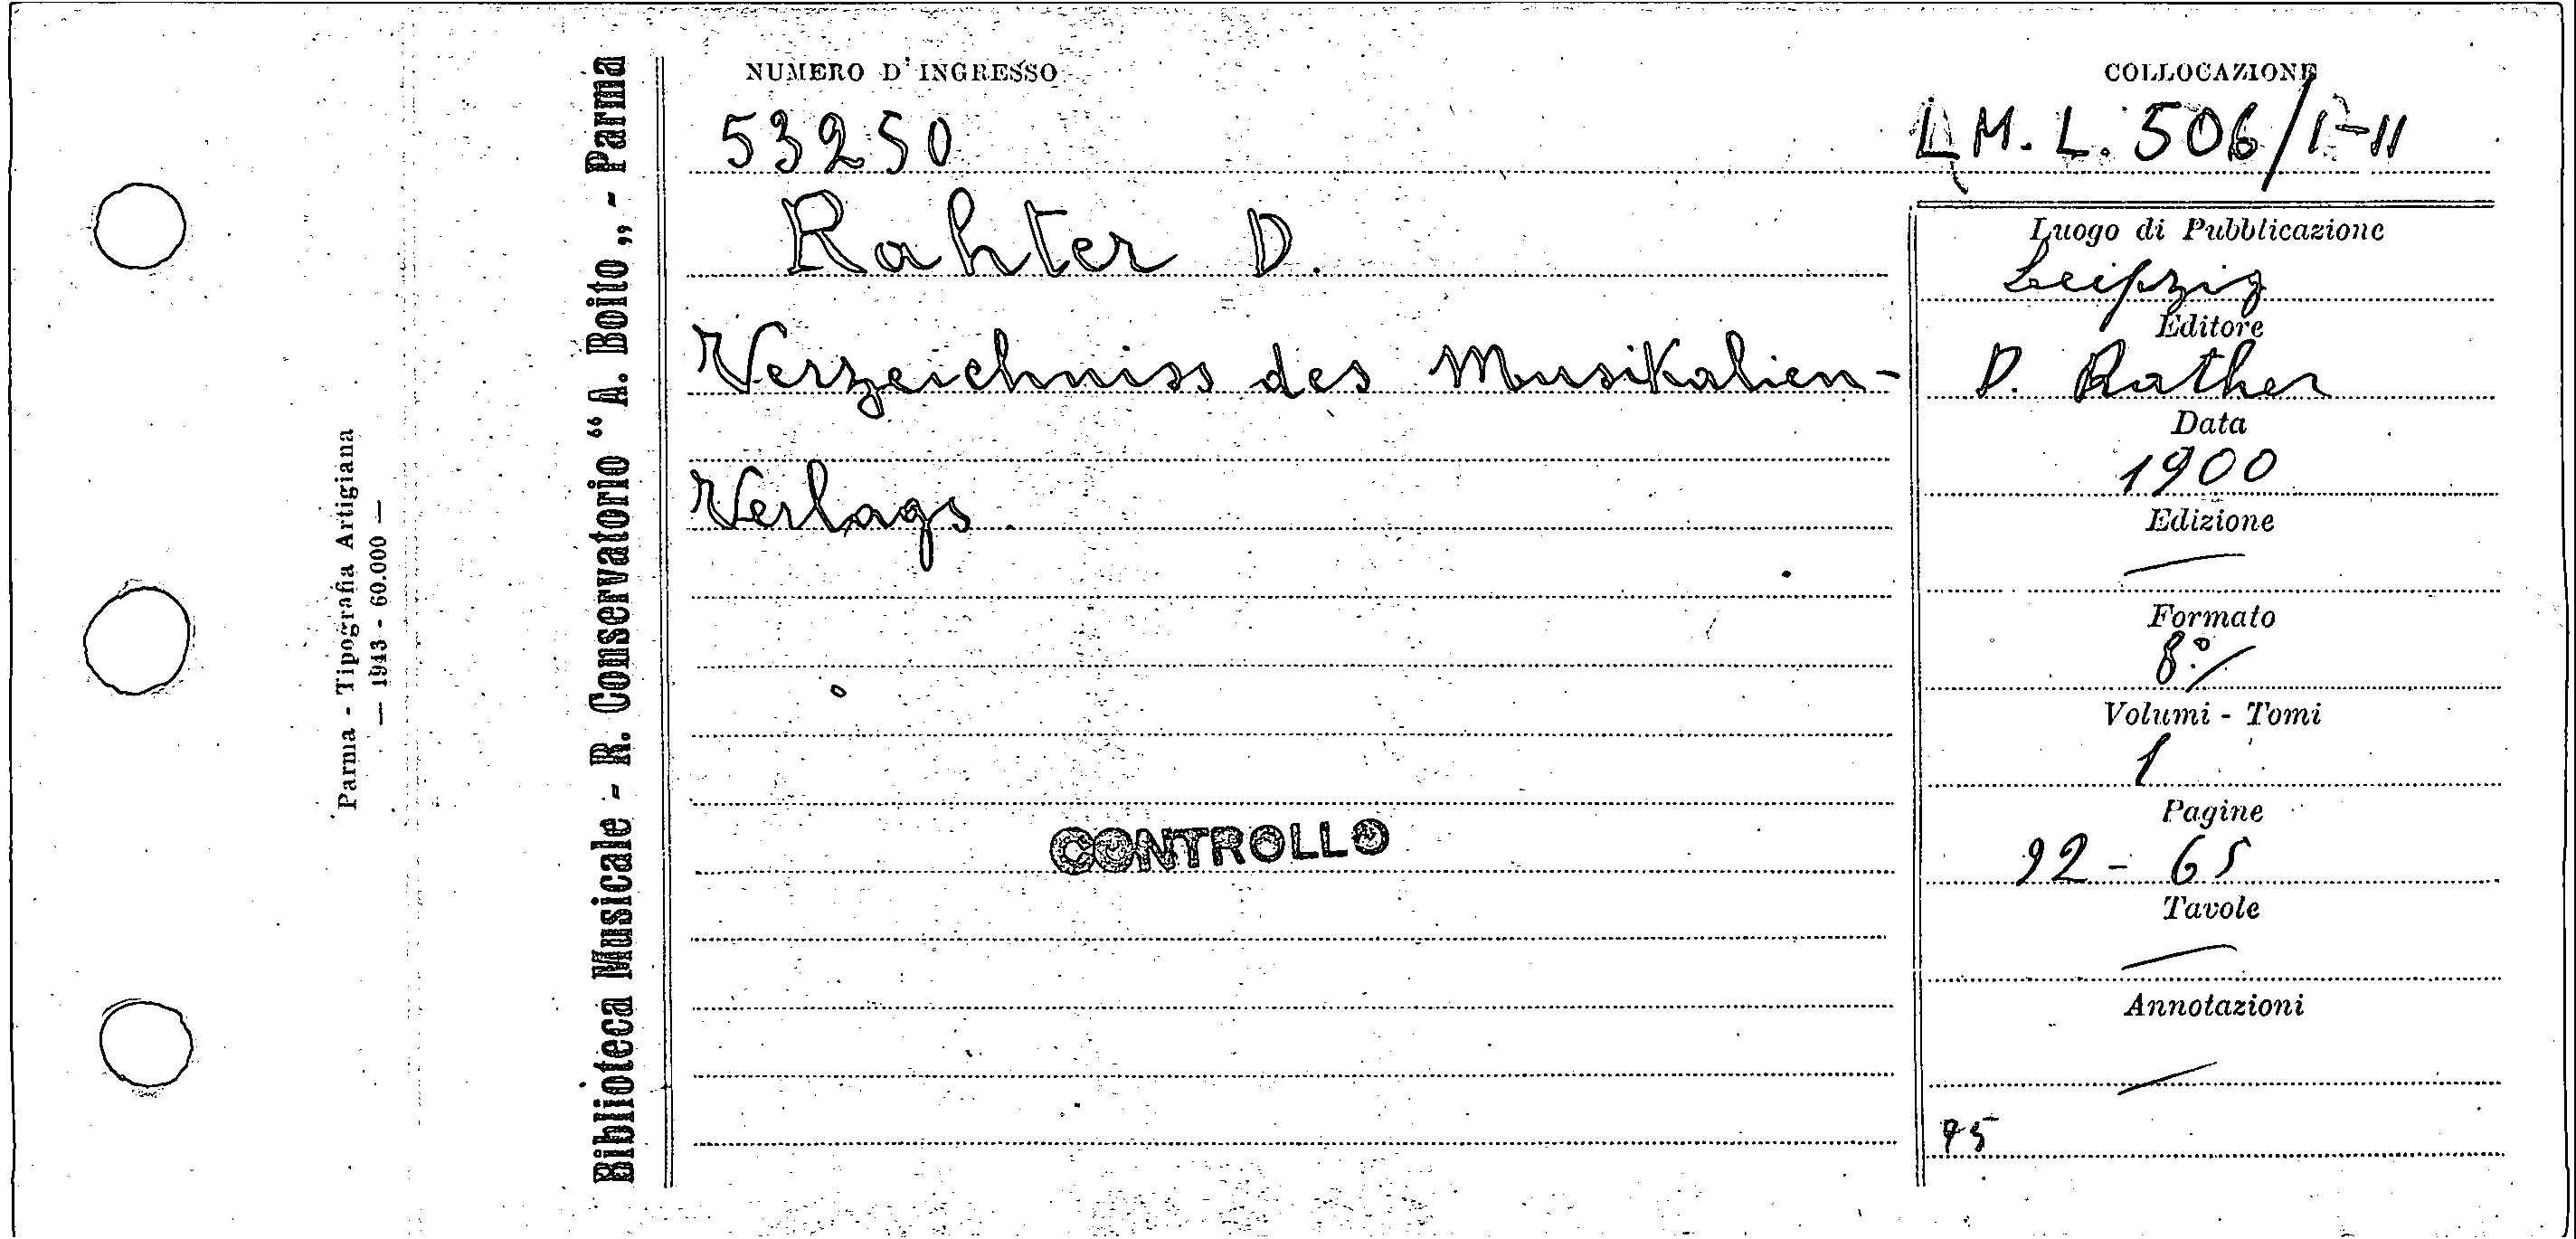 Parma - Tipografia Artigiana
— 1943 - 60.000 —
Biblioteca Musicale - R. Conservatorio “ A. Boito „ - Parma
NUMERO D'INGRESSO
53250
COLLOCAZIONE
M. L. 506/I-II
Rahter D.
Verzeichniss des Musikalien-
Verlags.
CONTROLLO
Luogo di Pubblicazione
Leipzig
Editore
D. Rather
Data
1900
Edizione
—
Formato
8°
Volumi - Tomi
1
Pagine
92 - 65
Tavole
—
Annotazioni
—